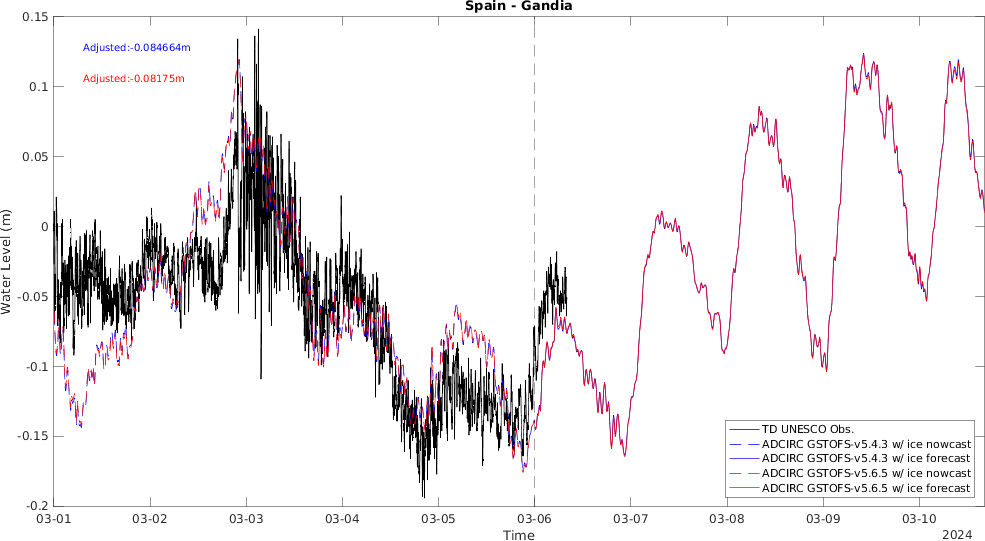 Spain - Gandia
Adjusted:-0.084664m
Adjusted:-0.08175m
Water Level (m)
0.15
0.1
0.05
0
-0.05
-0.1
-0.15
-0.2
03-01
03-02
03-03
03-04
03-05
03-06
03-07
03-08
03-09
03-10
Time
2024
TD UNESCO Obs.
ADCIRC GSTOFS-v5.4.3 w/ ice nowcast
ADCIRC GSTOFS-v5.4.3 w/ ice forecast
ADCIRC GSTOFS-v5.6.5 w/ ice nowcast
ADCIRC GSTOFS-v5.6.5 w/ ice forecast